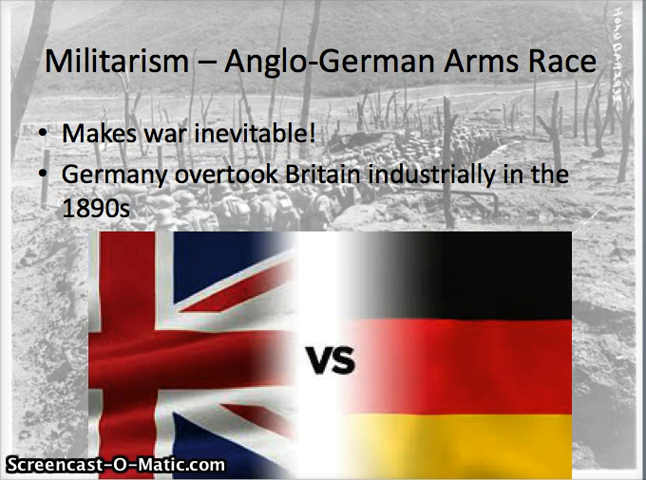 Militarism – Anglo-German Arms Race
• Makes war inevitable!
• Germany overtook Britain industrially in the
1890s
VS
Screencast-O-Matic.com